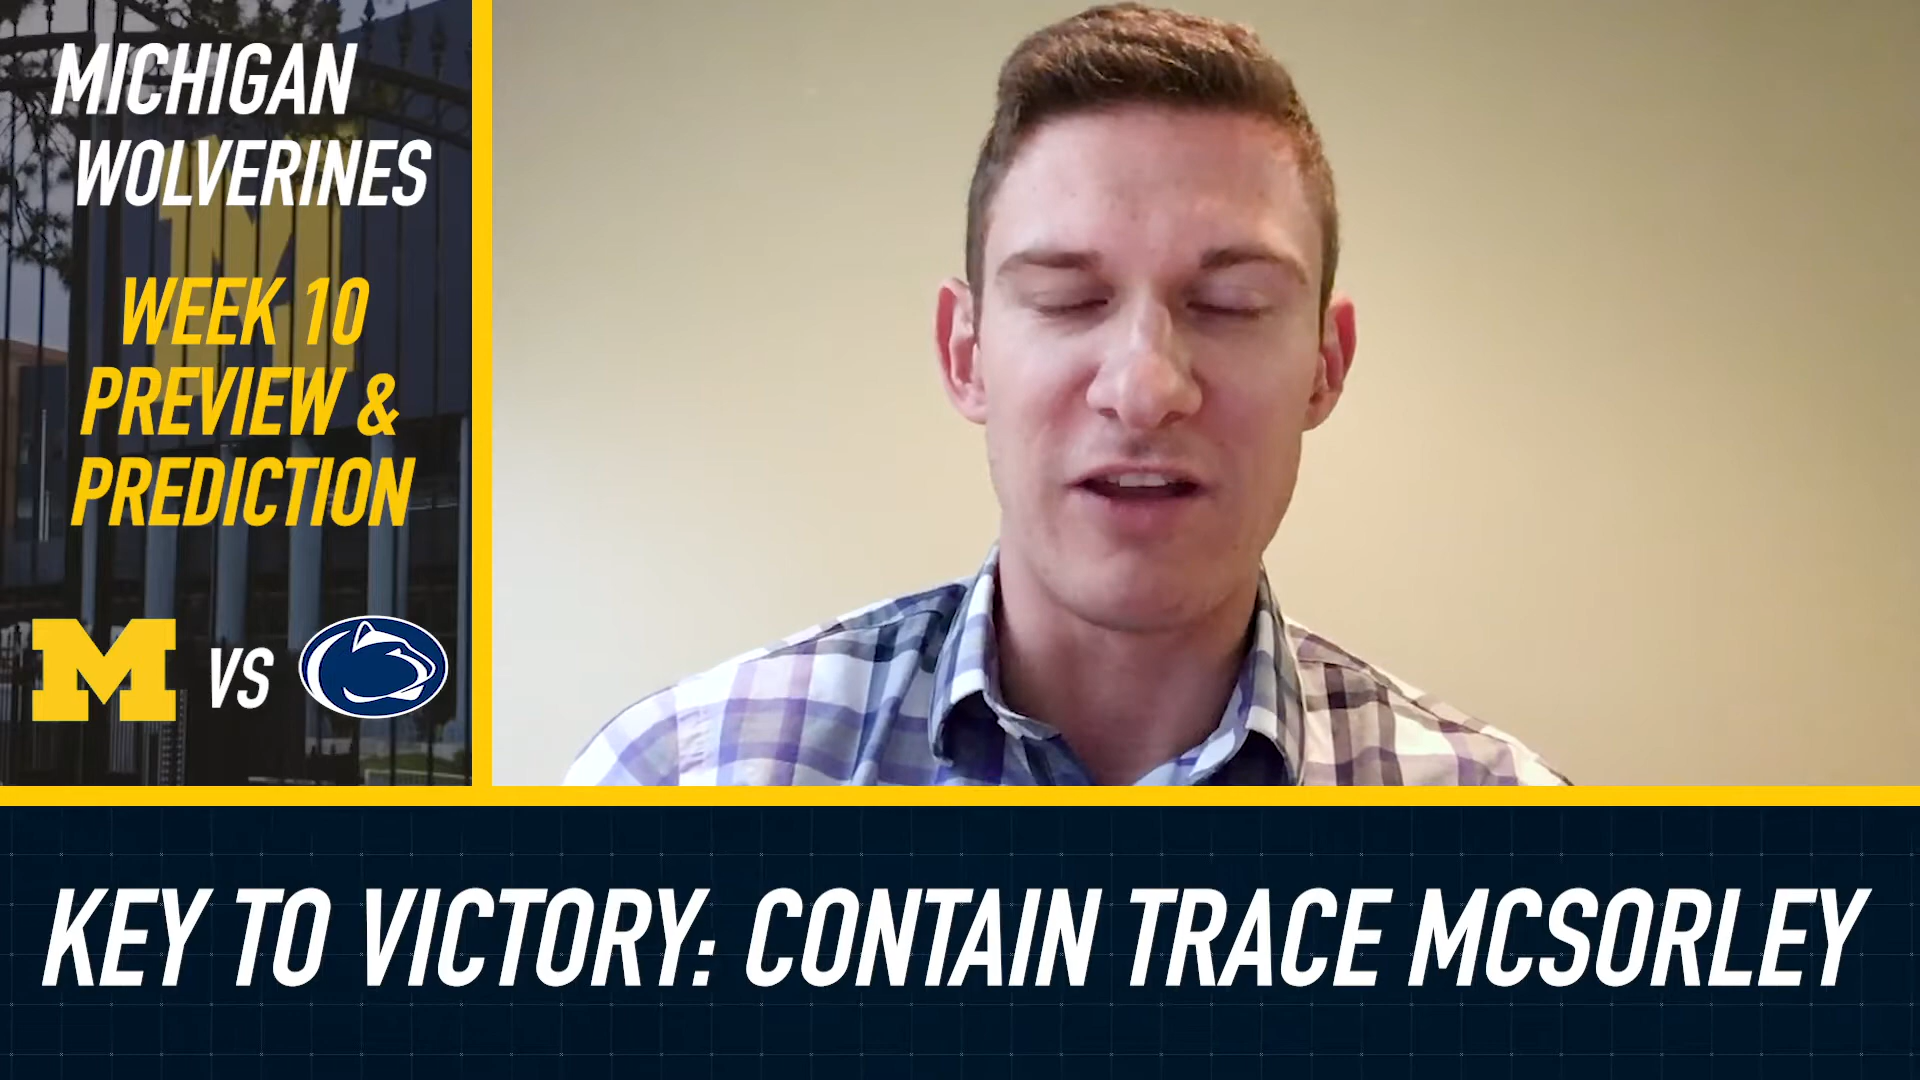 MICHIGAN
WOLVERINES
WEEK 10
PREVIEW &
PREDICTION
M VS
KEY TO VICTORY: CONTAIN TRACE MCSORLEY